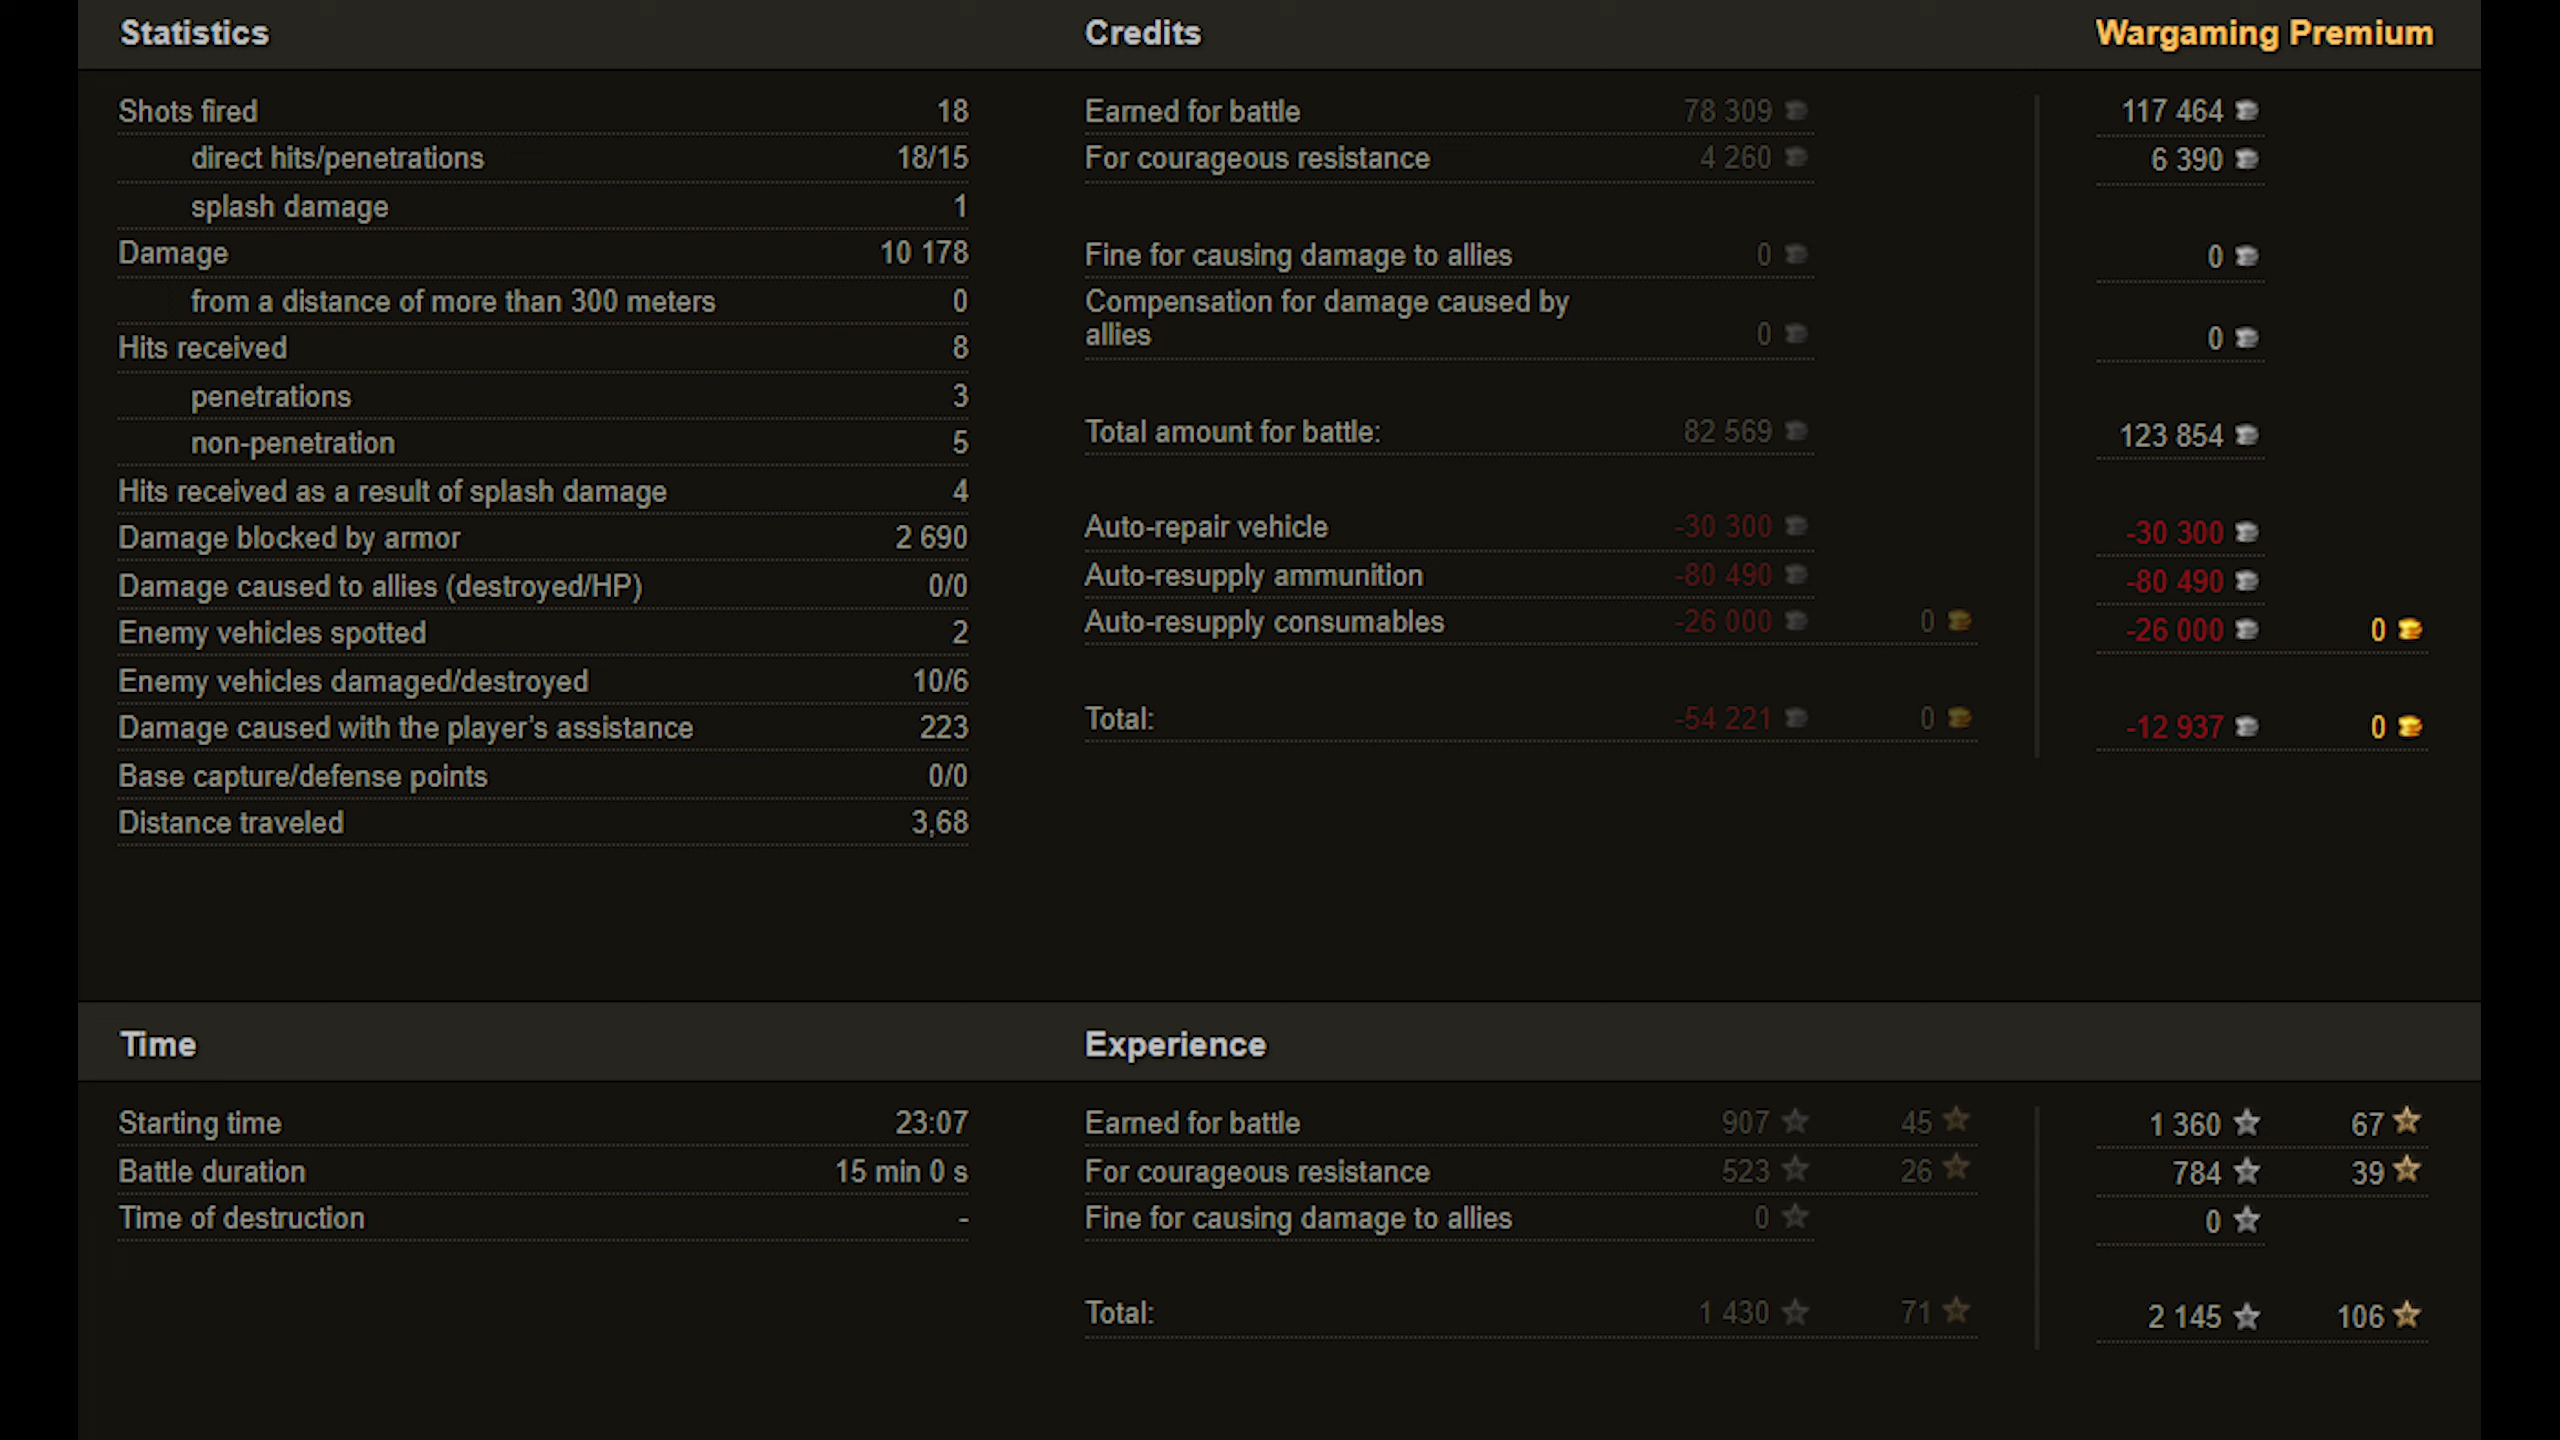 Statistics Credits Wargaming Premium
Shots fired 18 Earned for battle 78 309 117 464
direct hits/penetrations 18/15 For courageous resistance 4 260 6 390
splash damage 1
Damage 10 178 Fine for causing damage to allies 0 0
from a distance of more than 300 meters 0 Compensation for damage caused by
Hits received 8 allies 0 0
penetrations 3
non-penetration 5 Total amount for battle: 82 569 123 854
Hits received as a result of splash damage 4
Damage blocked by armor 2 690 Auto-repair vehicle -30 300 -30 300
Damage caused to allies (destroyed/HP) 0/0 Auto-resupply ammunition -80 490 -80 490
Enemy vehicles spotted 2 Auto-resupply consumables -26 000 0 -26 000 0
Enemy vehicles damaged/destroyed 10/6
Damage caused with the player’s assistance 223 Total: -54 221 0 -12 937 0
Base capture/defense points 0/0
Distance traveled 3,68
Time Experience
Starting time 23:07 Earned for battle 907 45 1 360 67
Battle duration 15 min 0 s For courageous resistance 523 26 784 39
Time of destruction - Fine for causing damage to allies 0 0
Total: 1 430 71 2 145 106